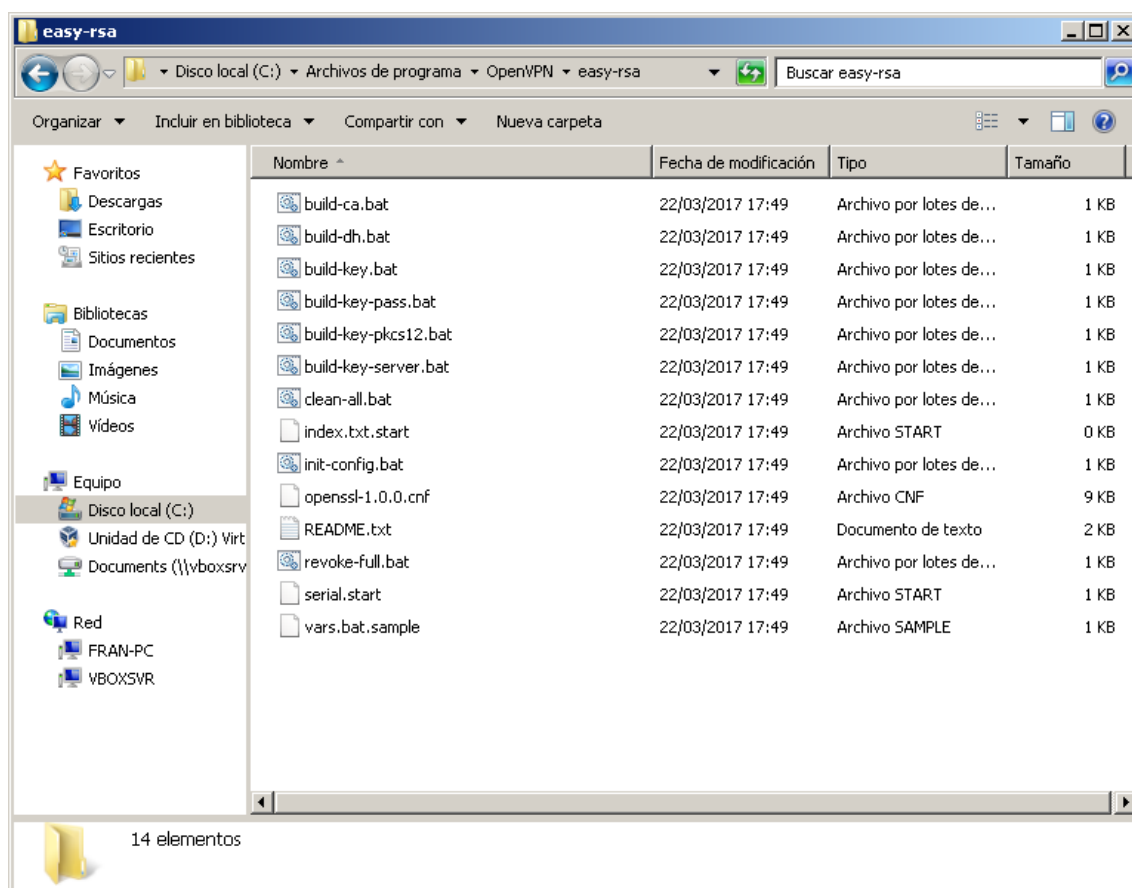 easy-rsa
Disco local (C:) Archivos de programa OpenVPN easy-rsa Buscar easy-rsa
Organizar Incluir en biblioteca Compartir con Nueva carpeta
Favoritos
Descargas
Escritorio
Sitios recientes
Bibliotecas
Documentos
Imágenes
Música
Vídeos
Equipo
Disco local (C:)
Unidad de CD (D:) Virt
Documents (\\vboxsrv
Red
FRAN-PC
VBOXSVR
Nombre Fecha de modificación Tipo Tamaño
build-ca.bat 22/03/2017 17:49 Archivo por lotes de... 1 KB
build-dh.bat 22/03/2017 17:49 Archivo por lotes de... 1 KB
build-key.bat 22/03/2017 17:49 Archivo por lotes de... 1 KB
build-key-pass.bat 22/03/2017 17:49 Archivo por lotes de... 1 KB
build-key-pkcs12.bat 22/03/2017 17:49 Archivo por lotes de... 1 KB
build-key-server.bat 22/03/2017 17:49 Archivo por lotes de... 1 KB
clean-all.bat 22/03/2017 17:49 Archivo por lotes de... 1 KB
index.txt.start 22/03/2017 17:49 Archivo START 0 KB
init-config.bat 22/03/2017 17:49 Archivo por lotes de... 1 KB
openssl-1.0.0.cnf 22/03/2017 17:49 Archivo CNF 9 KB
README.txt 22/03/2017 17:49 Documento de texto 2 KB
revoke-full.bat 22/03/2017 17:49 Archivo por lotes de... 1 KB
serial.start 22/03/2017 17:49 Archivo START 1 KB
vars.bat.sample 22/03/2017 17:49 Archivo SAMPLE 1 KB
14 elementos